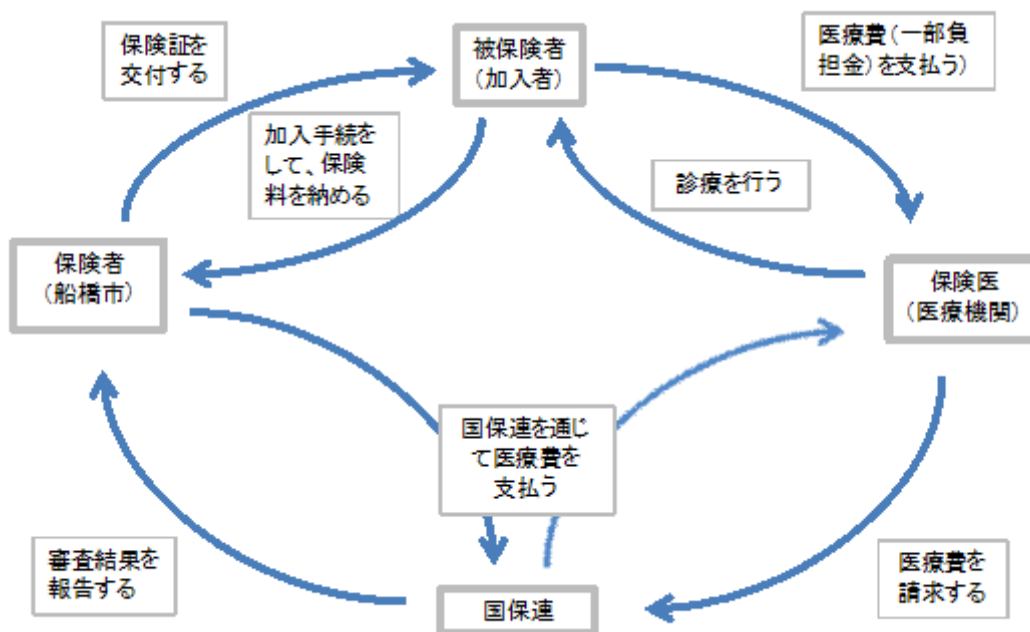 保険証を
交付する
被保険者
(加入者)
医療費(一部負
担金)を支払う)
加入手続を
して、保険
料を納める
診療を行う
保険者
(船橋市)
保険医
(医療機関)
国保連を通じ
て医療費を
支払う
審査結果を
報告する
国保連
医療費を
請求する